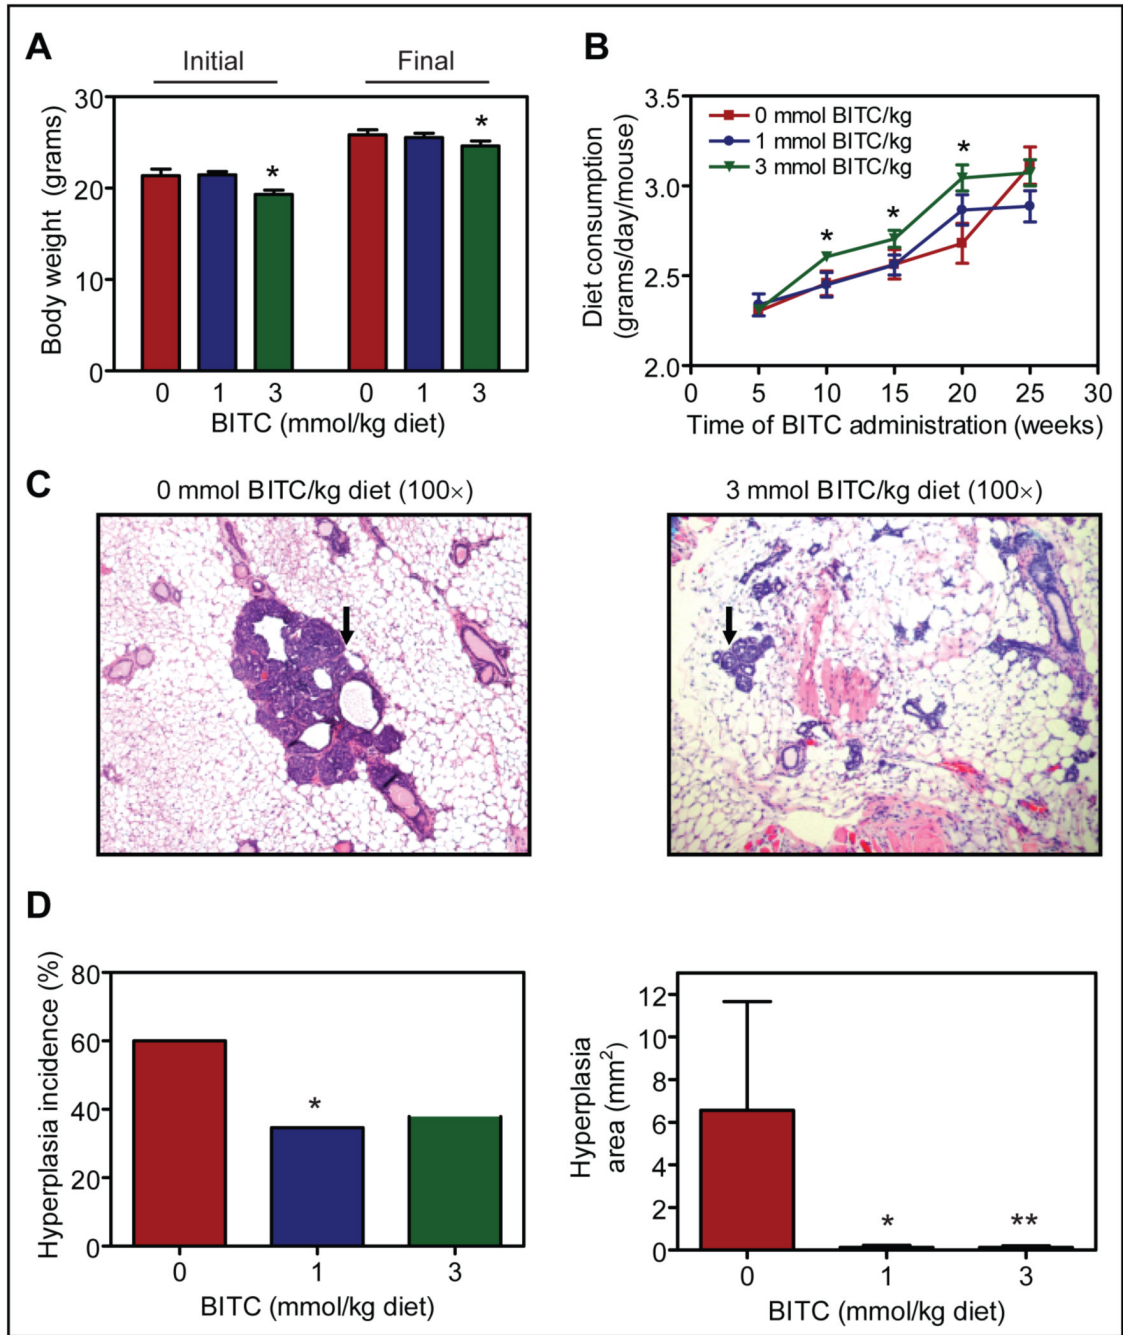 A
Initial Final
Body weight (grams)
30
20
10
0
0 1 3 0 1 3
* *
BITC (mmol/kg diet)
B
Diet consumption
(grams/day/mouse)
3.5
3.0
2.5
2.0
0 mmol BITC/kg
1 mmol BITC/kg
3 mmol BITC/kg
* * *
0 5 10 15 20 25 30
Time of BITC administration (weeks)
C
0 mmol BITC/kg diet (100×)
3 mmol BITC/kg diet (100×)
D
Hyperplasia incidence (%)
80
60
40
20
0
*
0 1 3
BITC (mmol/kg diet)
Hyperplasia
area (mm²)
12
10
8
6
4
2
0
* **
0 1 3
BITC (mmol/kg diet)